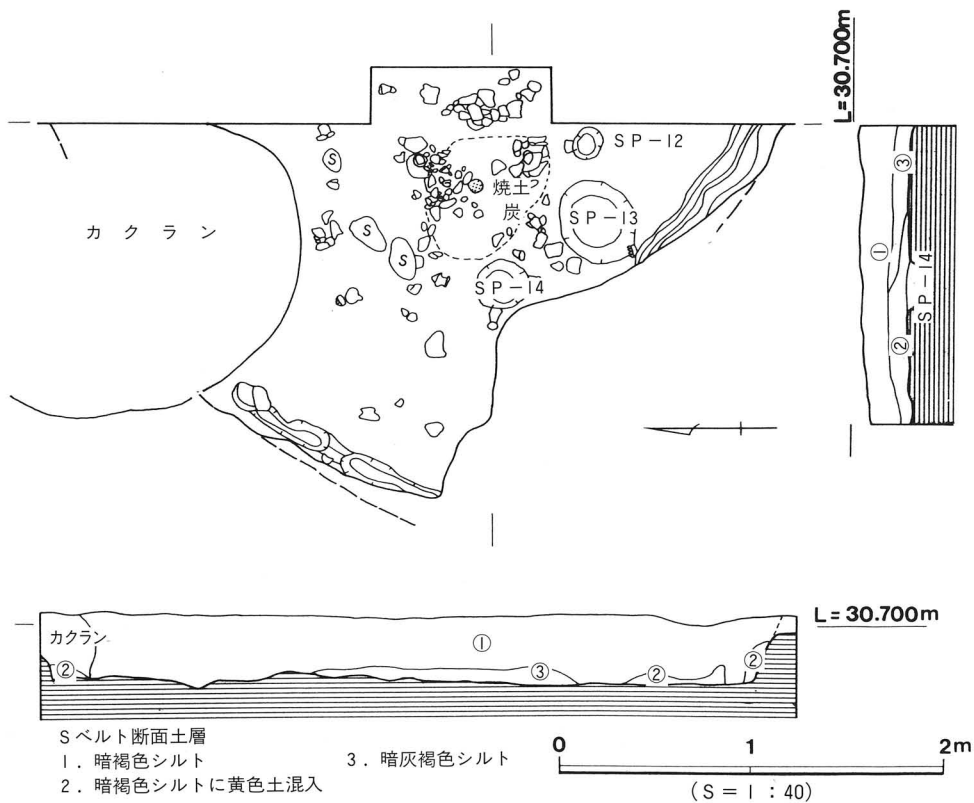 L=30.700m
SP-12
焼土
炭
SP-13
カクラン
S
S
S
SP-14
③
①
SP-14
②
L=30.700m
カクラン
①
②
③
②
②
Sベルト断面土層
1. 暗褐色シルト
2. 暗褐色シルトに黄色土混入
3. 暗灰褐色シルト
0 1 2m
(S=1:40)